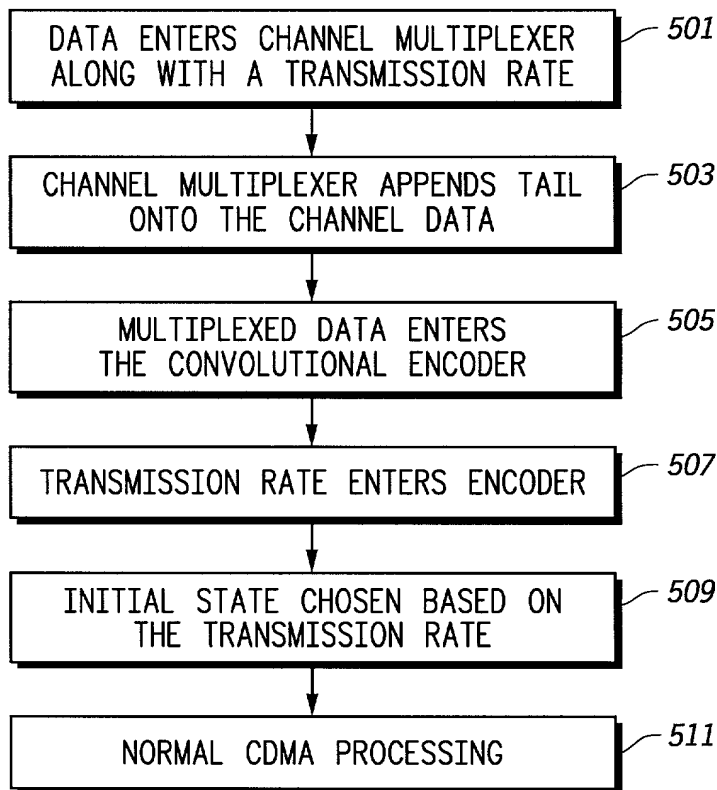 DATA ENTERS CHANNEL MULTIPLEXER
ALONG WITH A TRANSMISSION RATE
501
CHANNEL MULTIPLEXER APPENDS TAIL
ONTO THE CHANNEL DATA
503
MULTIPLEXED DATA ENTERS
THE CONVOLUTIONAL ENCODER
505
TRANSMISSION RATE ENTERS ENCODER
507
INITIAL STATE CHOSEN BASED ON
THE TRANSMISSION RATE
509
NORMAL CDMA PROCESSING
511